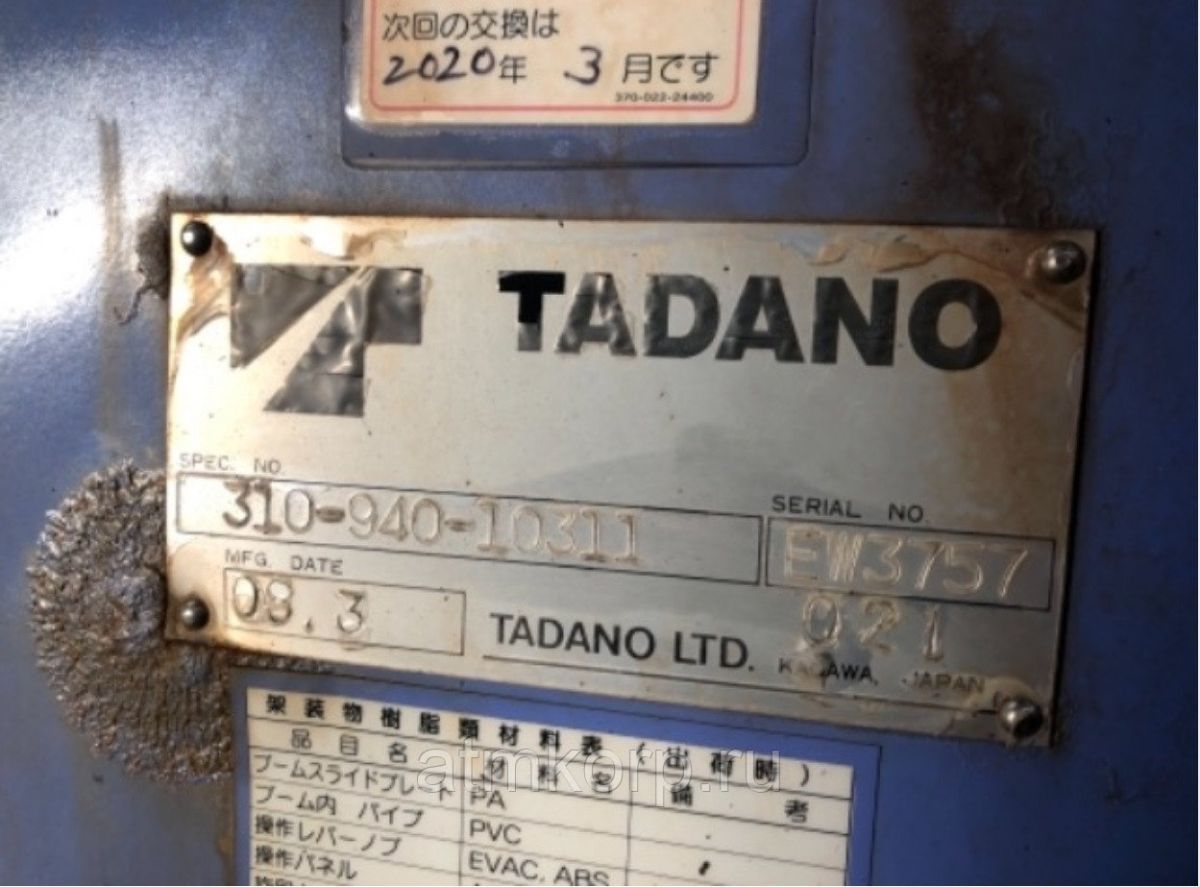 次回の交換は
2020年 3月です
370-022-24400
TADANO
SPEC. NO.
310-940-10311
SERIAL NO.
EW3757
MFG. DATE
08.3
021
TADANO LTD. KAGAWA, JAPAN
架装物樹脂類材料表(出荷時)
品目名 材料名 備考
ブームスライドプレート PA
ブーム内 パイプ PVC
操作レバーノブ EVAC, ABS
操作パネル
atmkorp.ru